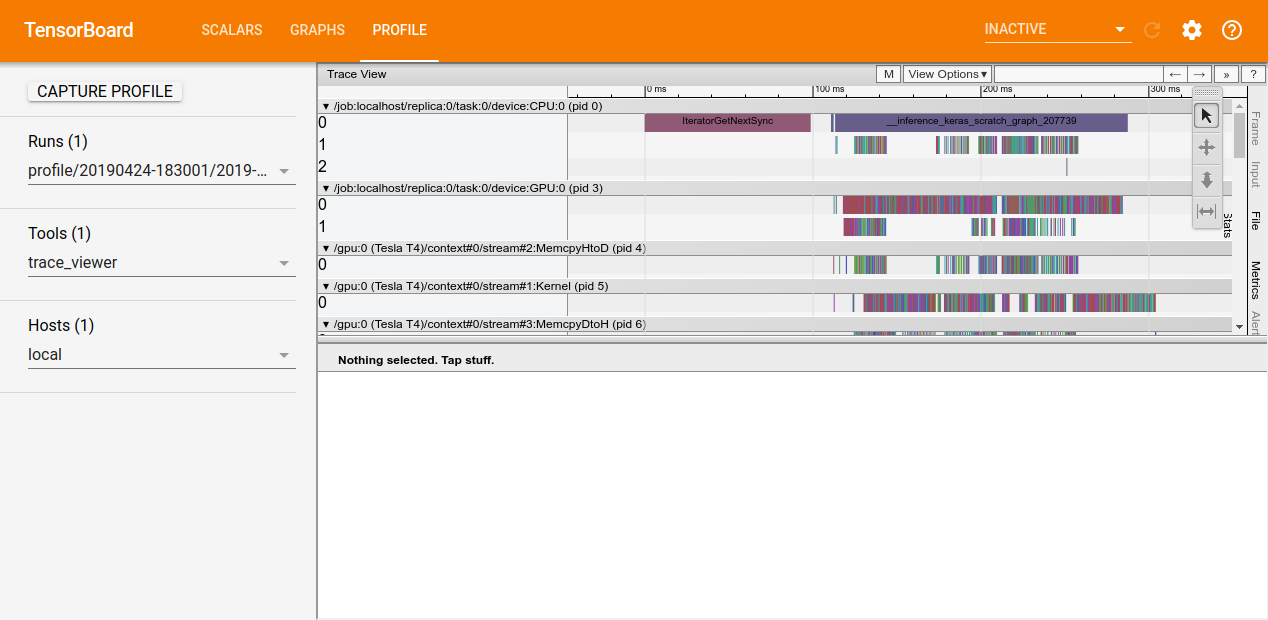 TensorBoard
SCALARS GRAPHS PROFILE
INACTIVE
CAPTURE PROFILE
Runs (1)
profile/20190424-183001/2019-...
Tools (1)
trace_viewer
Hosts (1)
local
Trace View
M View Options▾ ← → » ?
0 ms 100 ms 200 ms 300 ms
▼ /job:localhost/replica:0/task:0/device:CPU:0 (pid 0)
0 IteratorGetNextSync __inference_keras_scratch_graph_207739
1
2
▼ /job:localhost/replica:0/task:0/device:GPU:0 (pid 3)
0
1
▼ /gpu:0 (Tesla T4)/context#0/stream#2:MemcpyHtoD (pid 4)
0
▼ /gpu:0 (Tesla T4)/context#0/stream#1:Kernel (pid 5)
0
▼ /gpu:0 (Tesla T4)/context#0/stream#3:MemcpyDtoH (pid 6)
Frame
Input
File
Stats
Metrics
Alert
Nothing selected. Tap stuff.